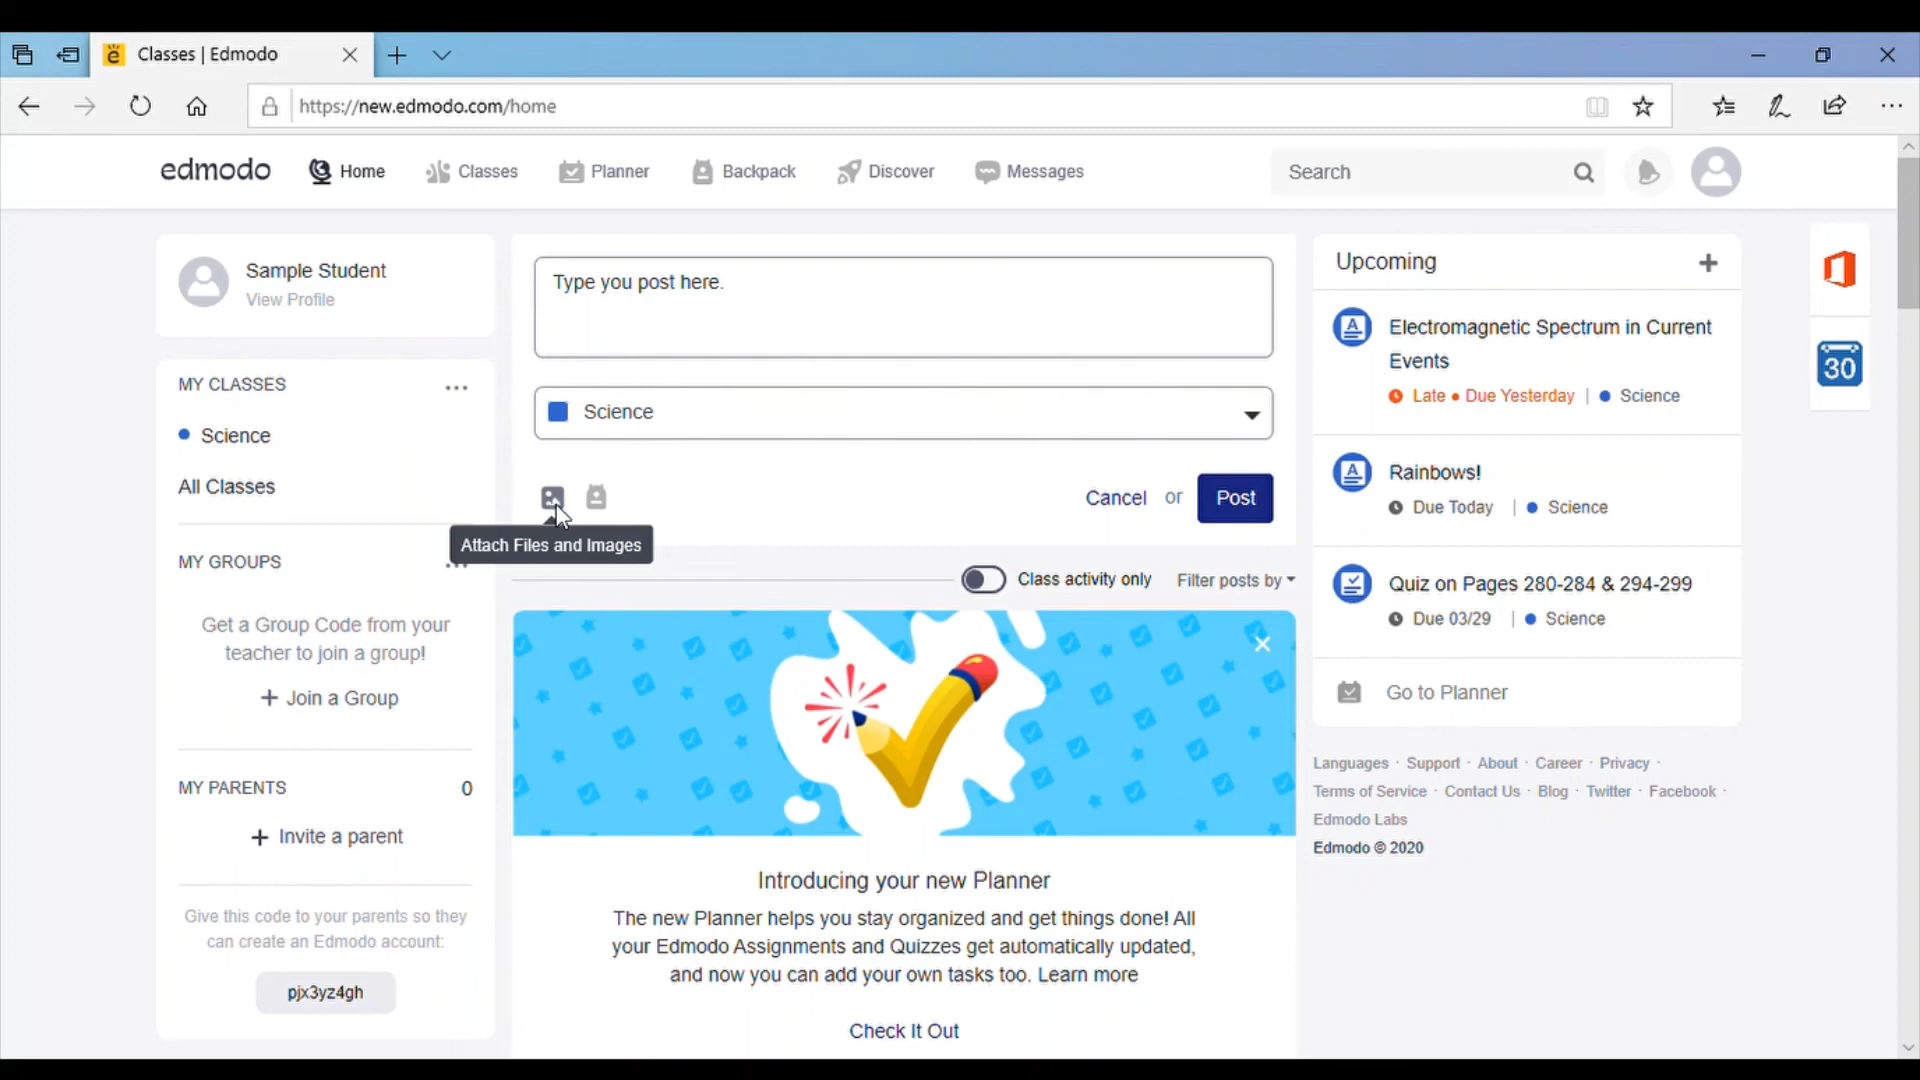 Classes | Edmodo
https://new.edmodo.com/home
edmodo Home Classes Planner Backpack Discover Messages Search
Sample Student
View Profile
MY CLASSES
Science
All Classes
MY GROUPS
Get a Group Code from your
teacher to join a group!
+ Join a Group
MY PARENTS 0
+ Invite a parent
Give this code to your parents so they
can create an Edmodo account:
pjx3yz4gh
Type you post here.
Science
Cancel or Post
Attach Files and Images
Class activity only Filter posts by
Introducing your new Planner
The new Planner helps you stay organized and get things done! All
your Edmodo Assignments and Quizzes get automatically updated,
and now you can add your own tasks too. Learn more
Check It Out
Upcoming +
Electromagnetic Spectrum in Current
Events
Late • Due Yesterday | Science
Rainbows!
Due Today | Science
Quiz on Pages 280-284 & 294-299
Due 03/29 | Science
Go to Planner
Languages · Support · About · Career · Privacy ·
Terms of Service · Contact Us · Blog · Twitter · Facebook ·
Edmodo Labs
Edmodo © 2020
30